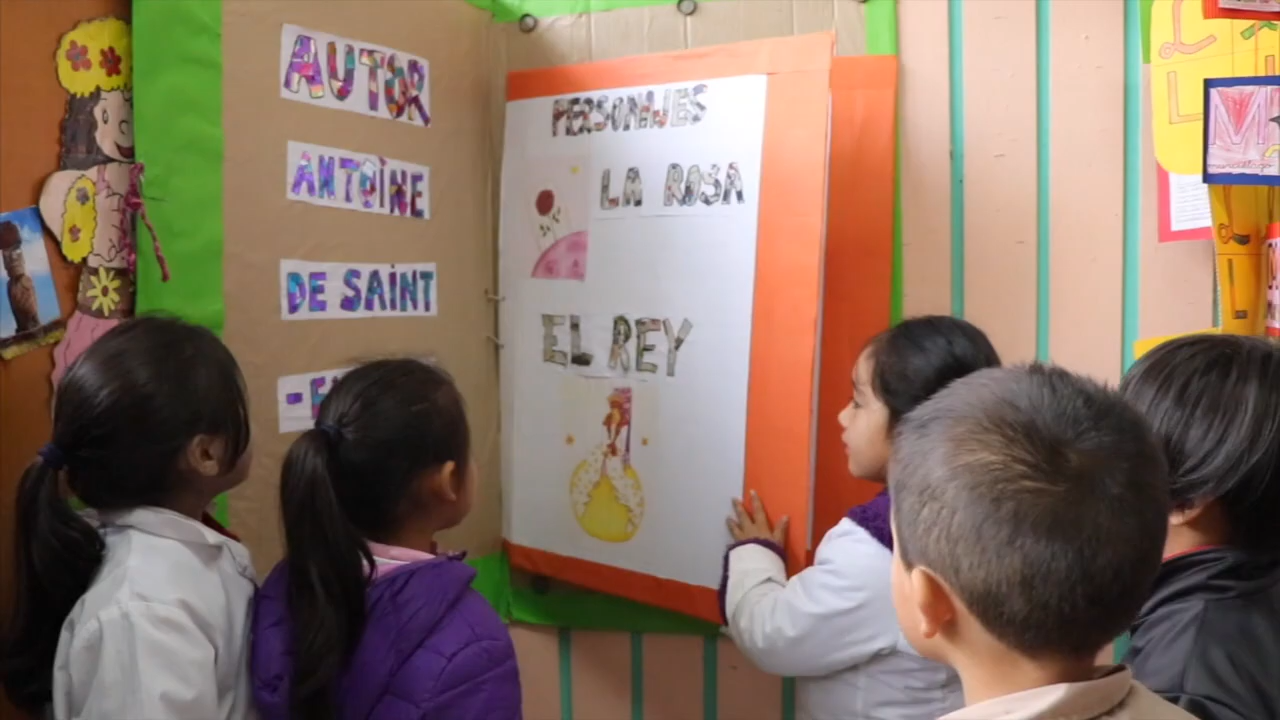 AUTOR
ANTOINE
DE SAINT
PERSONAJES
LA ROSA
EL REY